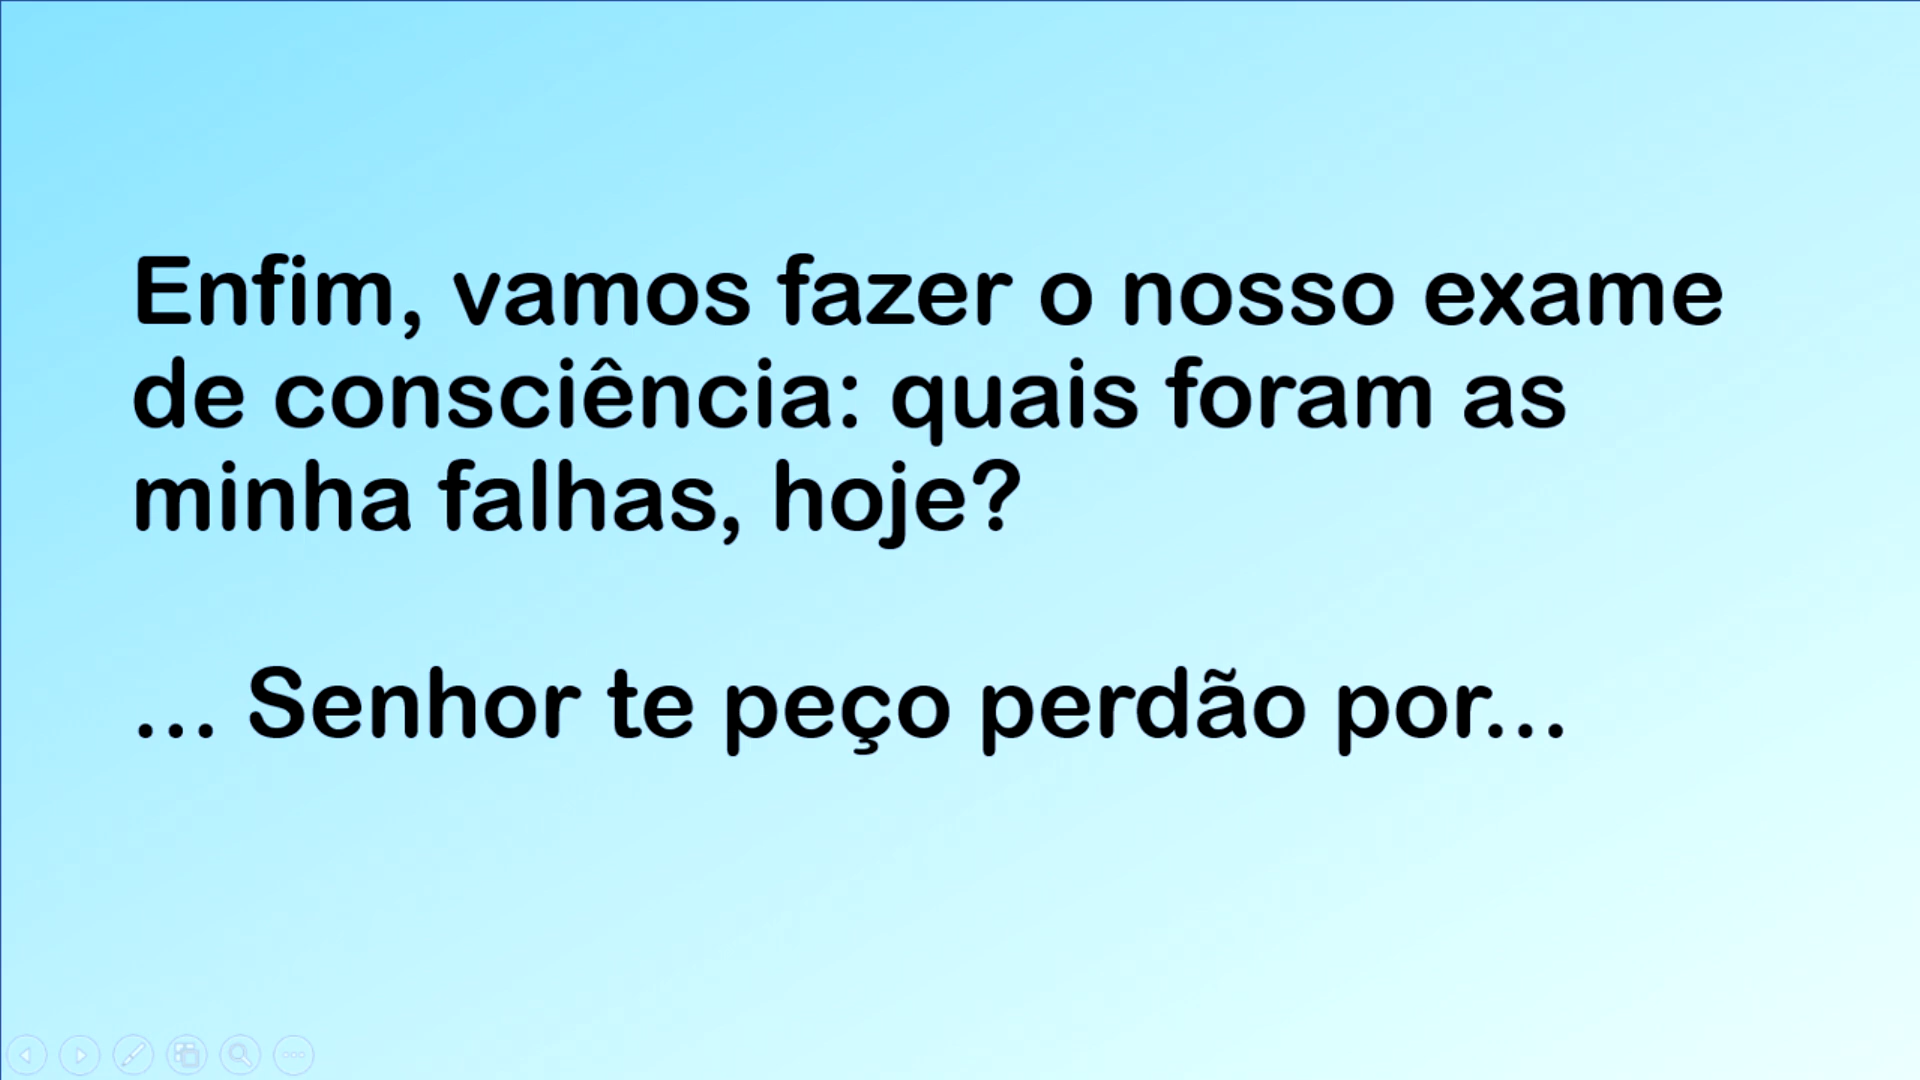 Enfim, vamos fazer o nosso exame
de consciência: quais foram as
minha falhas, hoje?
... Senhor te peço perdão por...